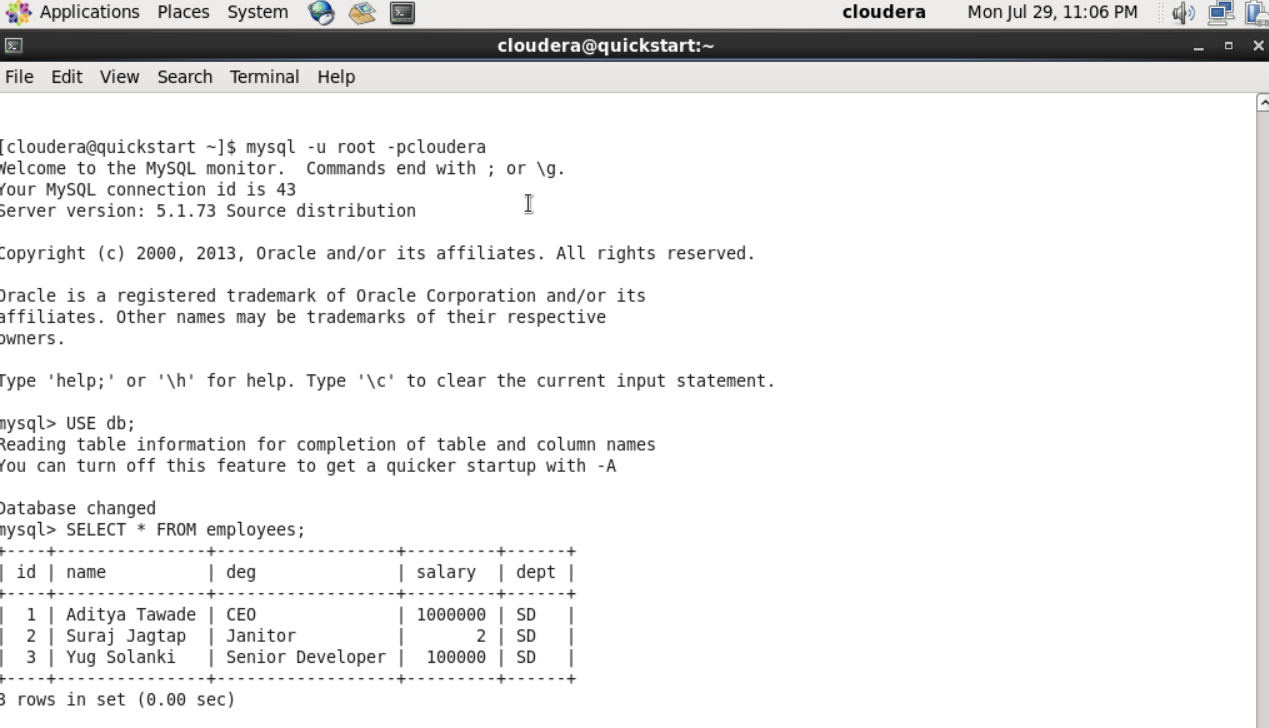 Applications Places System cloudera Mon Jul 29, 11:06 PM
cloudera@quickstart:~
File Edit View Search Terminal Help
[cloudera@quickstart ~]$ mysql -u root -pcloudera
Welcome to the MySQL monitor.  Commands end with ; or \g.
Your MySQL connection id is 43
Server version: 5.1.73 Source distribution
Copyright (c) 2000, 2013, Oracle and/or its affiliates. All rights reserved.
Oracle is a registered trademark of Oracle Corporation and/or its
affiliates. Other names may be trademarks of their respective
owners.
Type 'help;' or '\h' for help. Type '\c' to clear the current input statement.
mysql> USE db;
Reading table information for completion of table and column names
You can turn off this feature to get a quicker startup with -A
Database changed
mysql> SELECT * FROM employees;
+----+---------------+------------------+---------+------+
| id | name          | deg              | salary  | dept |
+----+---------------+------------------+---------+------+
|  1 | Aditya Tawade | CEO              | 1000000 | SD   |
|  2 | Suraj Jagtap  | Janitor          |       2 | SD   |
|  3 | Yug Solanki   | Senior Developer |  100000 | SD   |
+----+---------------+------------------+---------+------+
3 rows in set (0.00 sec)